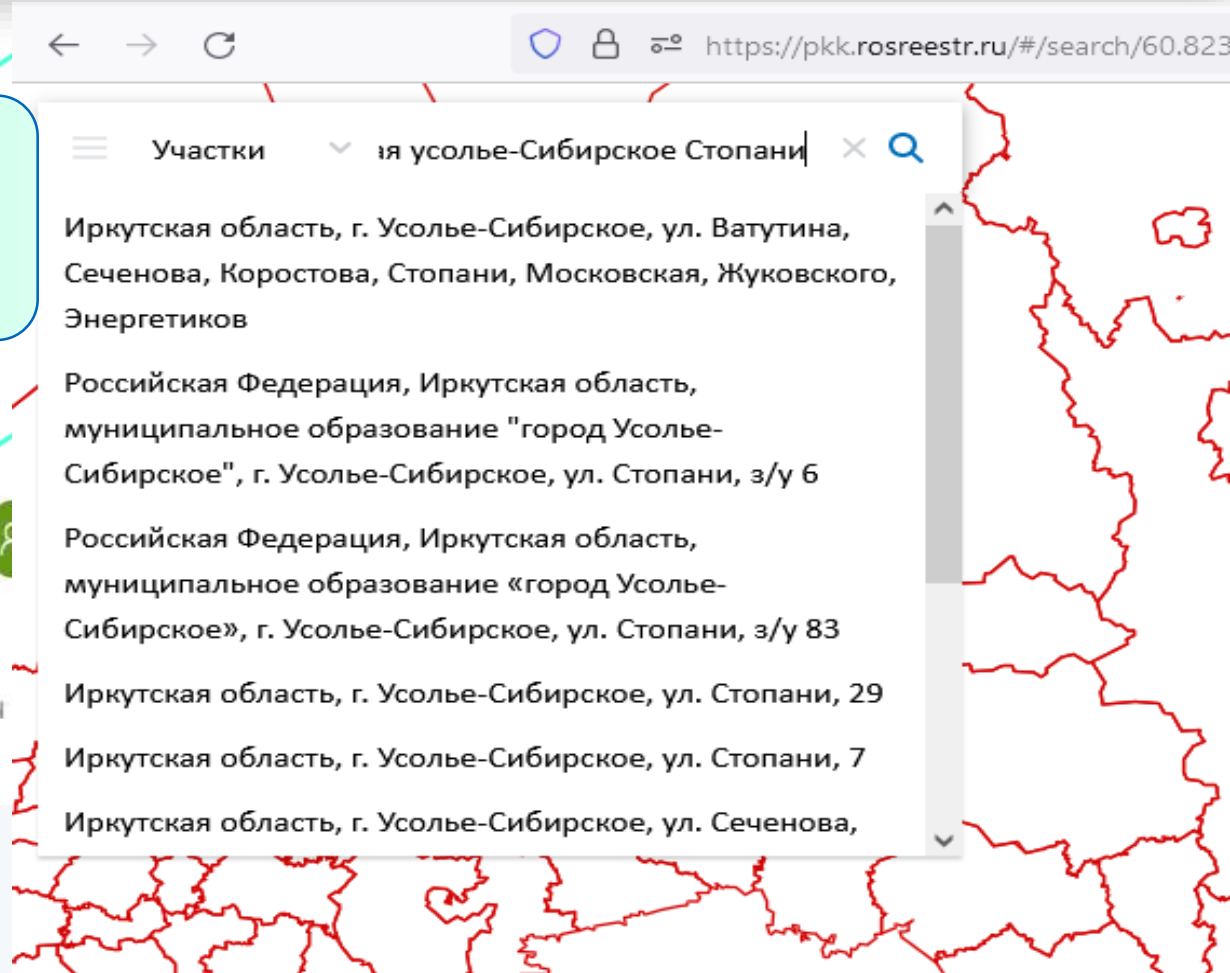 https://pkk.rosreestr.ru/#/search/60.823
Участки
ая усолье-Сибирское Стопани
Иркутская область, г. Усолье-Сибирское, ул. Ватутина,
Сеченова, Коростова, Стопани, Московская, Жуковского,
Энергетиков
Российская Федерация, Иркутская область,
муниципальное образование "город Усолье-
Сибирское", г. Усолье-Сибирское, ул. Стопани, з/у 6
Российская Федерация, Иркутская область,
муниципальное образование «город Усолье-
Сибирское», г. Усолье-Сибирское, ул. Стопани, з/у 83
Иркутская область, г. Усолье-Сибирское, ул. Стопани, 29
Иркутская область, г. Усолье-Сибирское, ул. Стопани, 7
Иркутская область, г. Усолье-Сибирское, ул. Сеченова,